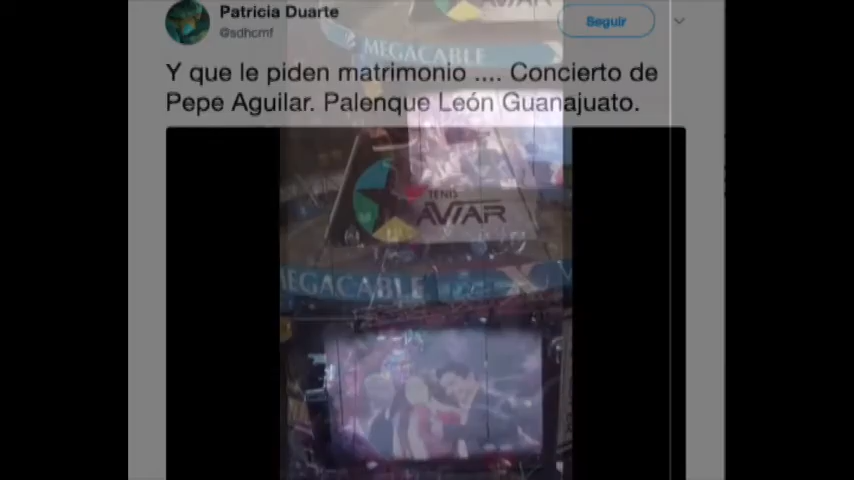 Patricia Duarte
@sdhcmf
Seguir
Y que le piden matrimonio .... Concierto de
Pepe Aguilar. Palenque León Guanajuato.
AVIAR
MEGACABLE
TENIS
AVIAR
MEGACABLE